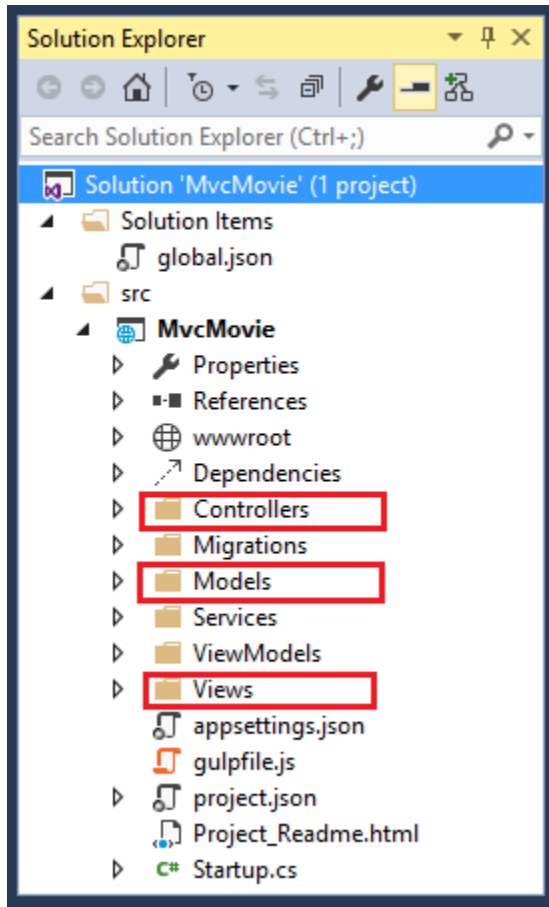 Solution Explorer
Search Solution Explorer (Ctrl+;)
Solution 'MvcMovie' (1 project)
Solution Items
global.json
src
MvcMovie
Properties
References
wwwroot
Dependencies
Controllers
Migrations
Models
Services
ViewModels
Views
appsettings.json
gulpfile.js
project.json
Project_Readme.html
C# Startup.cs